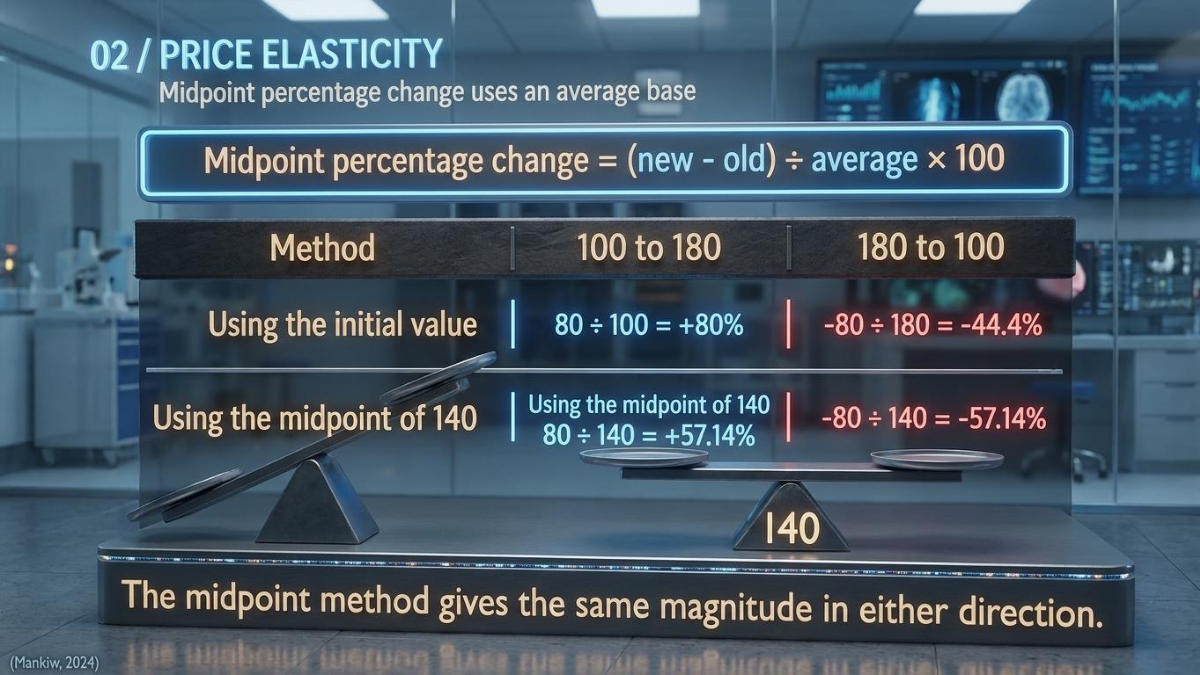 02 / PRICE ELASTICITY
Midpoint percentage change uses an average base
Midpoint percentage change = (new - old) ÷ average × 100
Method 100 to 180 180 to 100
Using the initial value 80 ÷ 100 = +80% -80 ÷ 180 = -44.4%
Using the midpoint of 140 Using the midpoint of 140
80 ÷ 140 = +57.14% -80 ÷ 140 = -57.14%
140
The midpoint method gives the same magnitude in either direction.
(Mankiw, 2024)